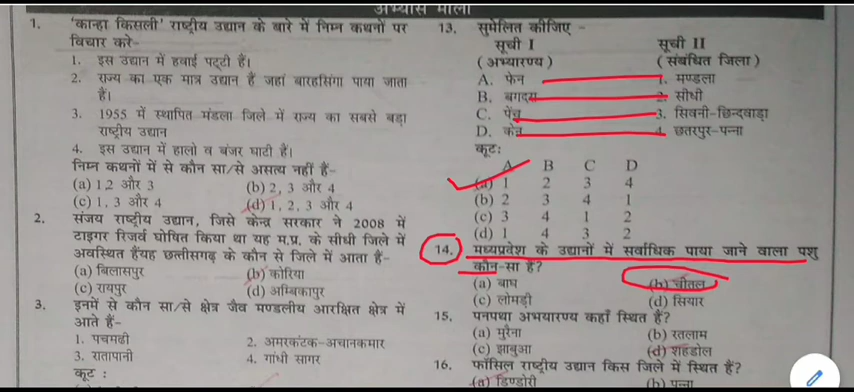 अभ्यास माला
1. 'कान्हा किसली' राष्ट्रीय उद्यान के बारे में निम्न कथनों पर
विचार करे-
1. इस उद्यान में हवाई पट्टी हैं।
2. राज्य का एक मात्र उद्यान हैं जहां बारहसिंगा पाया जाता
हैं।
3. 1955 में स्थापित मंडला जिले में राज्य का सबसे बड़ा
राष्ट्रीय उद्यान
4. इस उद्यान में हालो व बंजर घाटी हैं।
निम्न कथनों में से कौन सा/से असत्य नहीं हैं-
(a) 1,2 और 3 (b) 2, 3 और 4
(c) 1, 3 और 4 (d) 1, 2, 3 और 4
2. संजय राष्ट्रीय उद्यान, जिसे केन्द्र सरकार ने 2008 में
टाइगर रिजर्व घोषित किया था यह म.प्र. के सीधी जिले में
अवस्थित हैंयह छत्तीसगढ़ के कौन से जिले में आता हैं-
(a) बिलासपुर (b) कोरिया
(c) रायपुर (d) अम्बिकापुर
3. इनमें से कौन सा/से क्षेत्र जैव मण्डलीय आरक्षित क्षेत्र में
आते हैं-
1. पचमढी 2. अमरकंटक-अचानकमार
3. रातापानी 4. गांधी सागर
कूट :
13. सुमेलित कीजिए -
सूची I सूची II
(अभ्यारण्य) (संबंधित जिला)
A. फेन 1. मण्डला
B. बगदरा 2. सीधी
C. पेंच 3. सिवनी-छिन्दवाड़ा
D. केन 4. छतरपुर-पन्ना
कूटः
A B C D
(a) 1 2 3 4
(b) 2 3 4 1
(c) 3 4 1 2
(d) 1 4 3 2
14. मध्यप्रदेश के उद्यानों में सर्वाधिक पाया जाने वाला पशु
कौन-सा हैं?
(a) बाघ (b) चीतल
(c) लोमड़ी (d) सियार
15. पनपथा अभयारण्य कहाँ स्थित हैं?
(a) मुरैना (b) रतलाम
(c) झाबुआ (d) शहडोल
16. फॉसिल राष्ट्रीय उद्यान किस जिले में स्थित हैं?
(a) डिण्डोरी (b) पन्ना